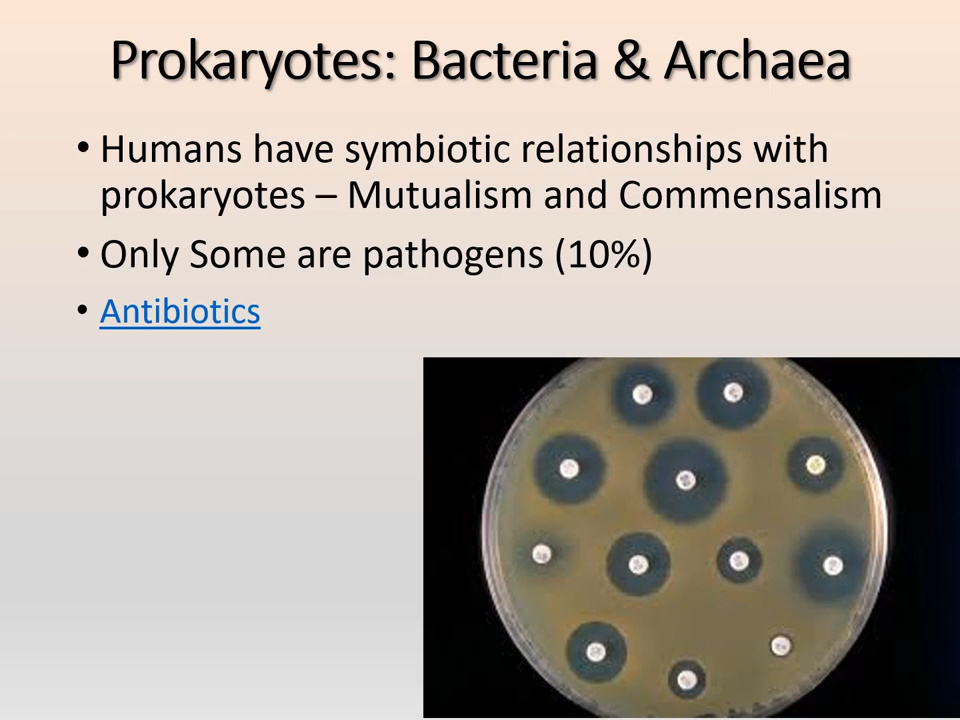 Prokaryotes: Bacteria & Archaea
• Humans have symbiotic relationships with
prokaryotes – Mutualism and Commensalism
• Only Some are pathogens (10%)
• Antibiotics